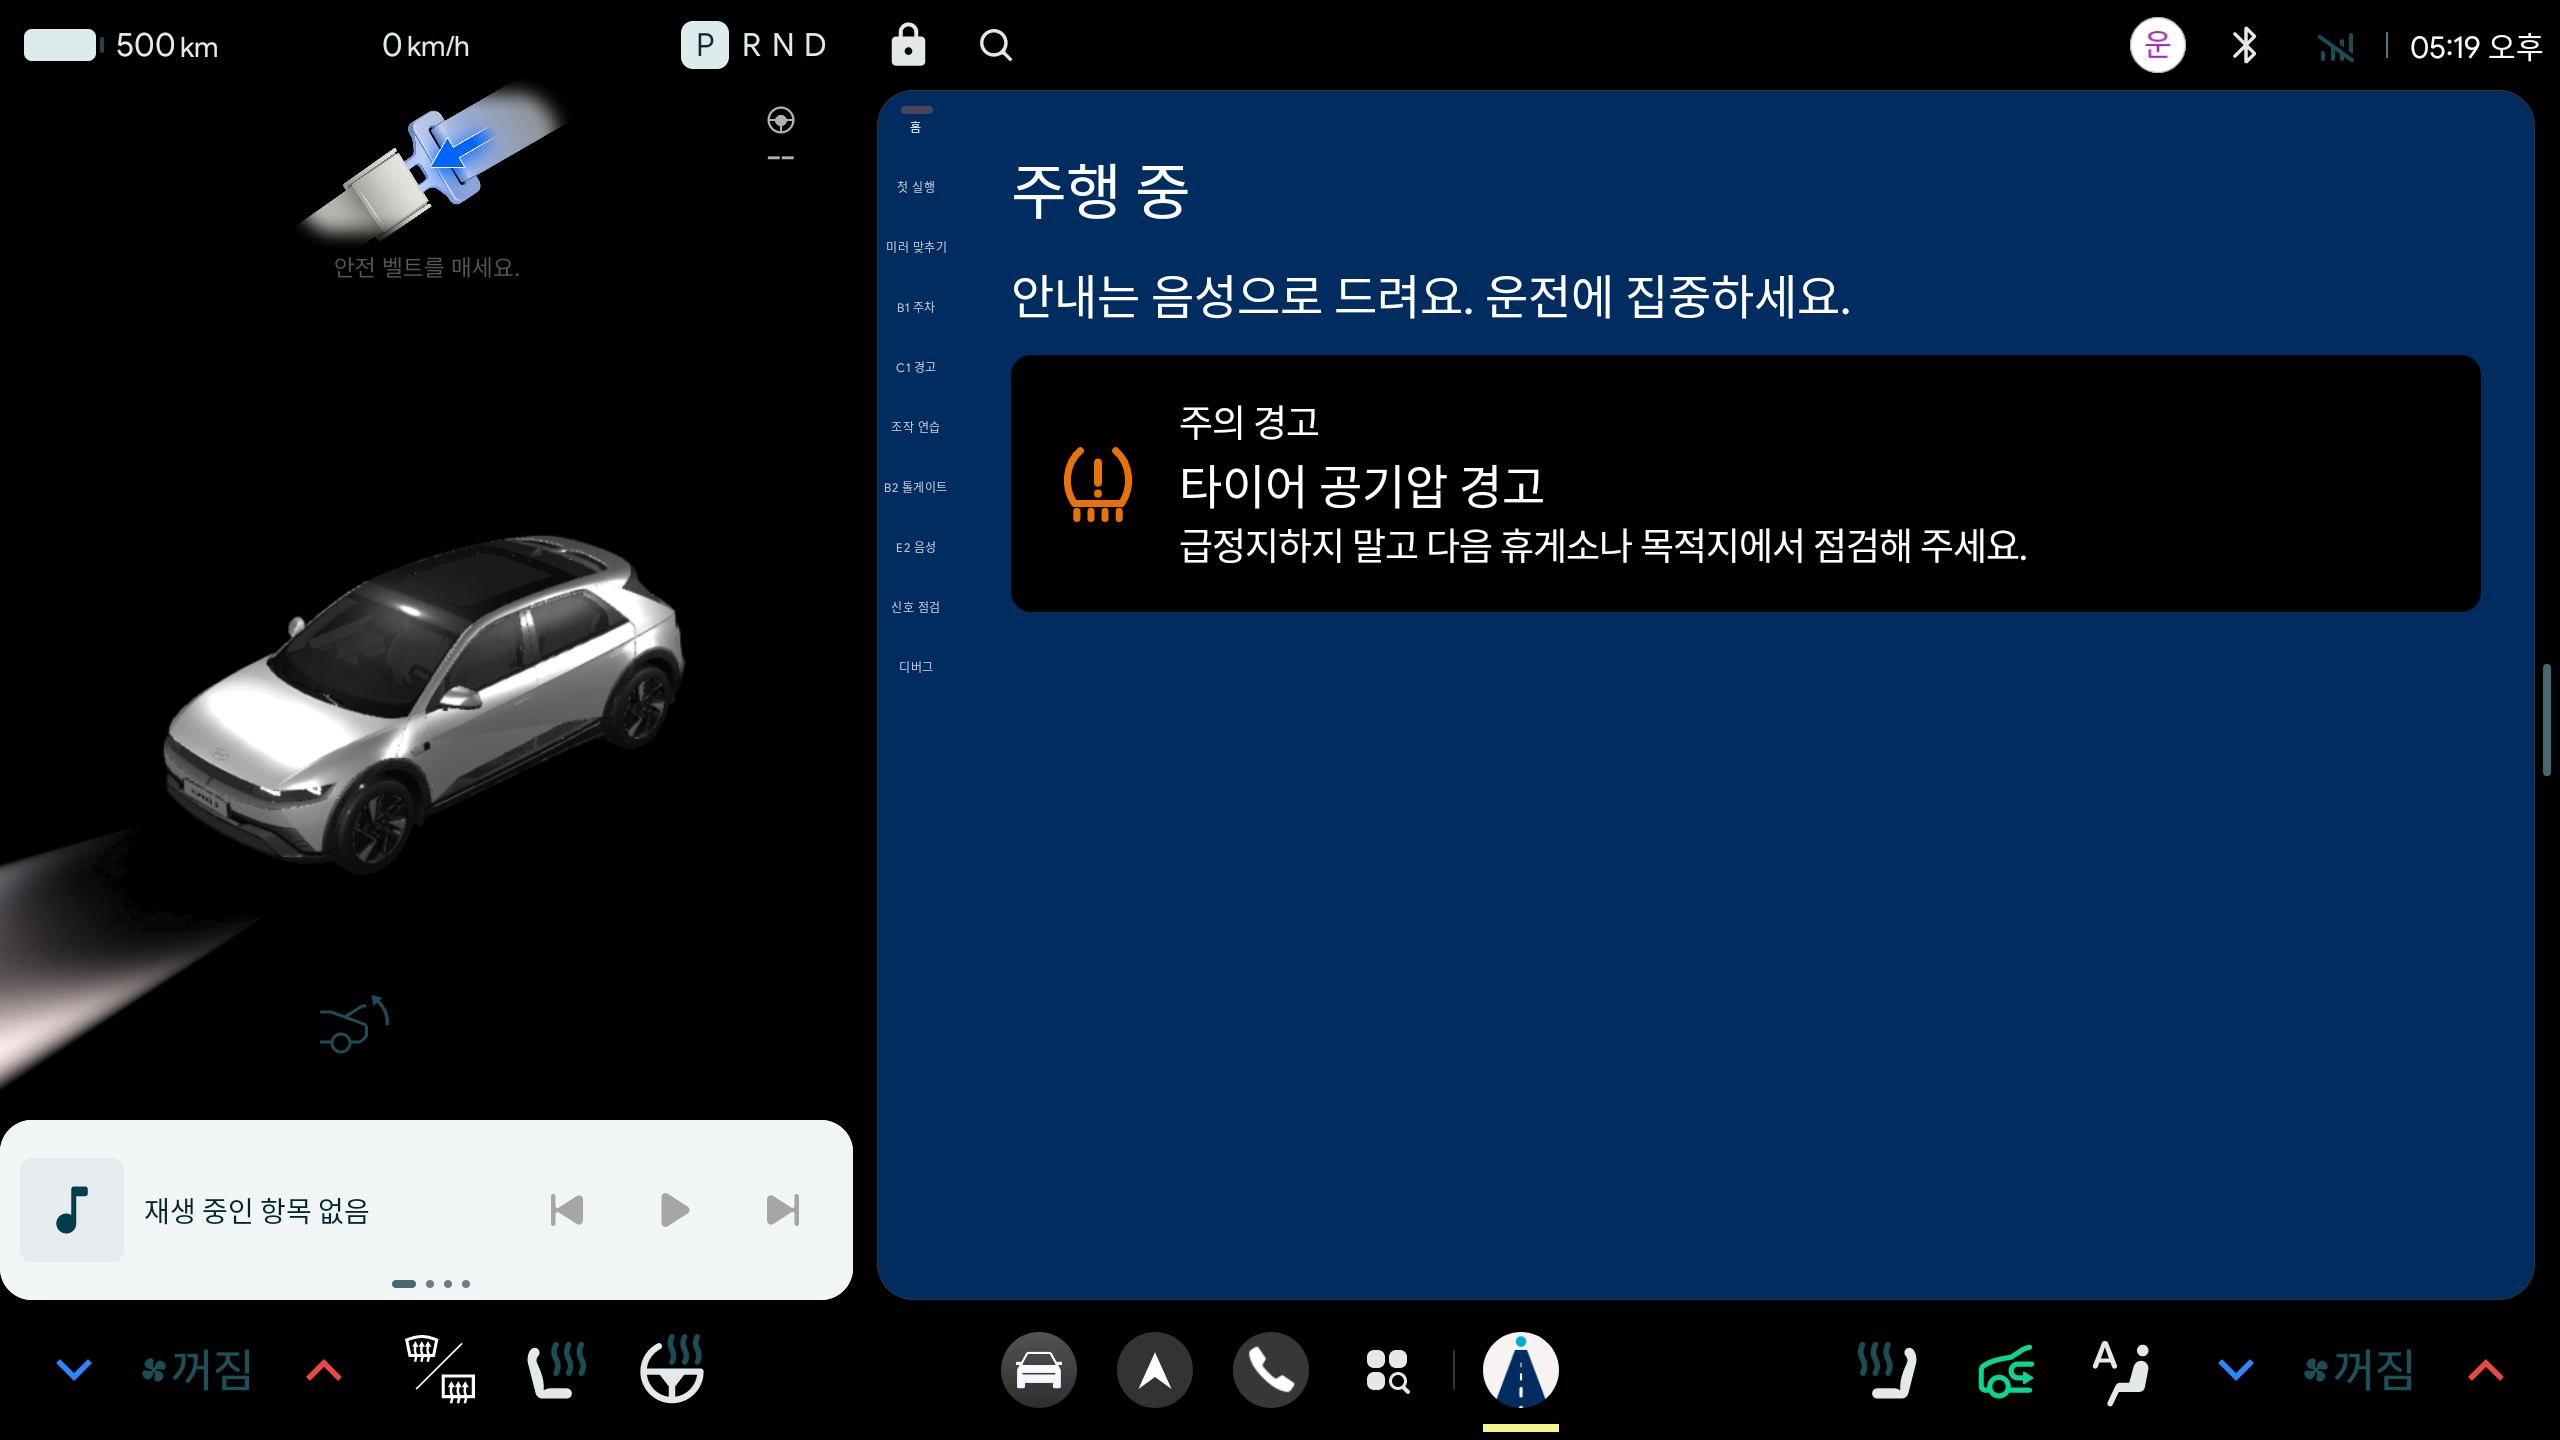 500 km
0 km/h
P R N D
운
05:19 오후
안전 벨트를 매세요.
홈
첫 실행
미러 맞추기
B1 주차
C1 경고
조작 연습
B2 톨게이트
E2 음성
신호 점검
디버그
주행 중
안내는 음성으로 드려요. 운전에 집중하세요.
주의 경고
타이어 공기압 경고
급정지하지 말고 다음 휴게소나 목적지에서 점검해 주세요.
재생 중인 항목 없음
꺼짐
A
꺼짐